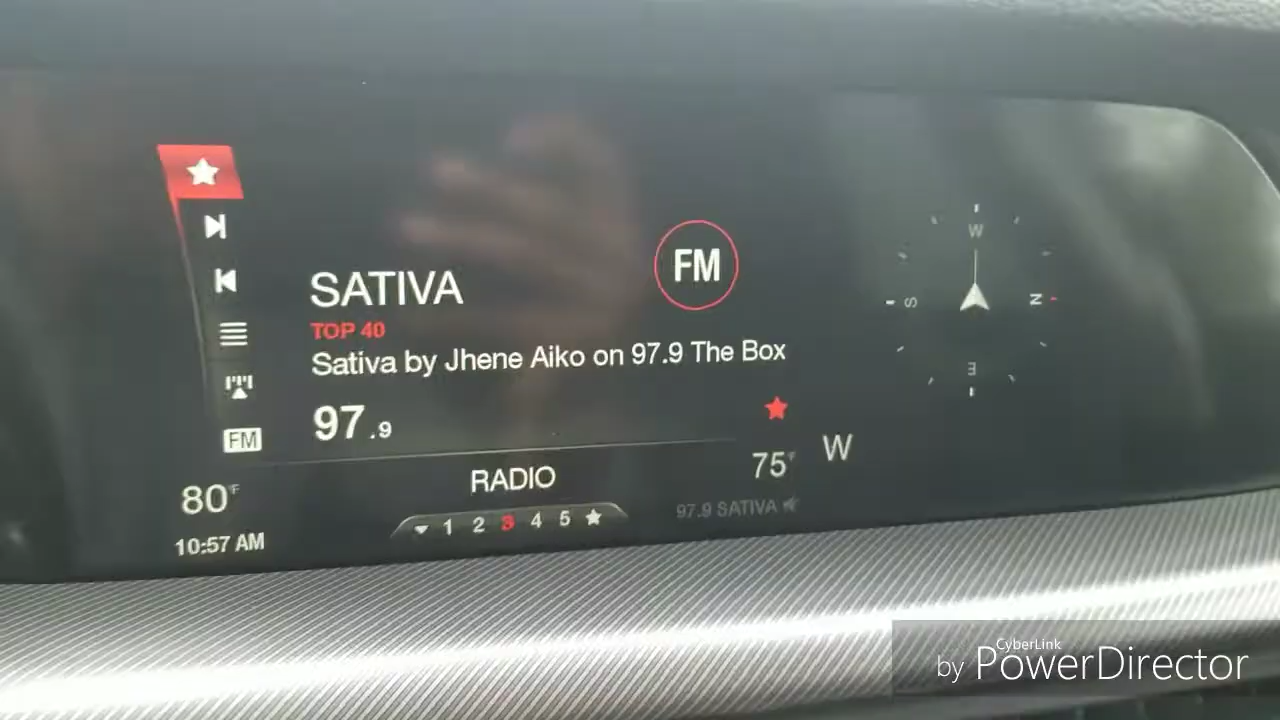 SATIVA
TOP 40
Sativa by Jhene Aiko on 97.9 The Box
97.9
FM
FM
W
S
N
E
80°F
RADIO
75°F
W
10:57 AM
1 2 3 4 5
97.9 SATIVA
CyberLink
by PowerDirector